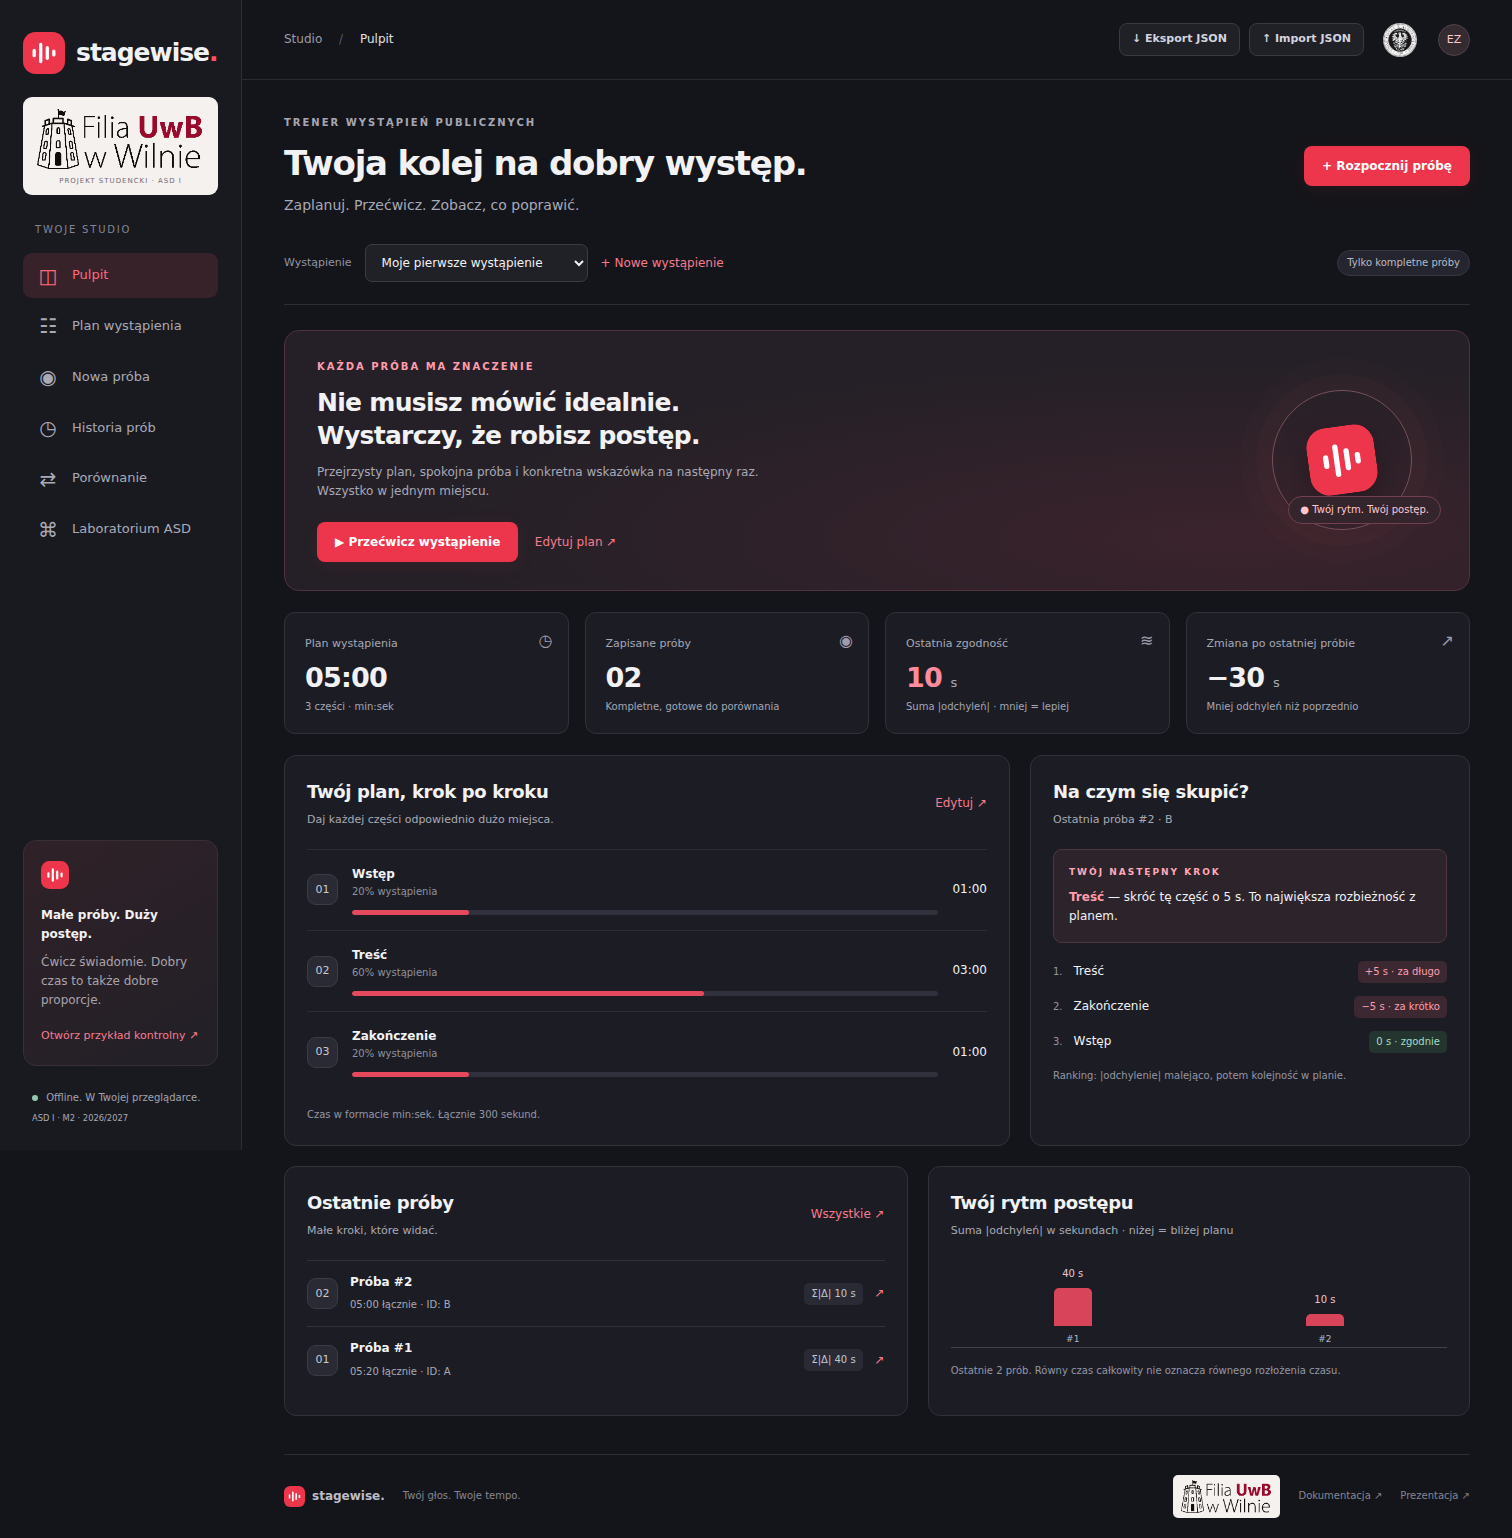 stagewise.
Filia UwB
w Wilnie
PROJEKT STUDENCKI · ASD I
TWOJE STUDIO
Pulpit
Plan wystąpienia
Nowa próba
Historia prób
Porównanie
Laboratorium ASD
Małe próby. Duży
postęp.
Ćwicz świadomie. Dobry
czas to także dobre
proporcje.
Otwórz przykład kontrolny ↗
Offline. W Twojej przeglądarce.
ASD I · M2 · 2026/2027
Studio / Pulpit
↓ Eksport JSON
↑ Import JSON
EZ
TRENER WYSTĄPIEŃ PUBLICZNYCH
Twoja kolej na dobry występ.
+ Rozpocznij próbę
Zaplanuj. Przećwicz. Zobacz, co poprawić.
Wystąpienie
Moje pierwsze wystąpienie
+ Nowe wystąpienie
Tylko kompletne próby
KAŻDA PRÓBA MA ZNACZENIE
Nie musisz mówić idealnie.
Wystarczy, że robisz postęp.
Przejrzysty plan, spokojna próba i konkretna wskazówka na następny raz.
Wszystko w jednym miejscu.
▶ Przećwicz wystąpienie
Edytuj plan ↗
● Twój rytm. Twój postęp.
Plan wystąpienia
05:00
3 części · min:sek
Zapisane próby
02
Kompletne, gotowe do porównania
Ostatnia zgodność
10 s
Suma |odchyleń| · mniej = lepiej
Zmiana po ostatniej próbie
−30 s
Mniej odchyleń niż poprzednio
Twój plan, krok po kroku
Daj każdej części odpowiednio dużo miejsca.
Edytuj ↗
01
Wstęp
20% wystąpienia
01:00
02
Treść
60% wystąpienia
03:00
03
Zakończenie
20% wystąpienia
01:00
Czas w formacie min:sek. Łącznie 300 sekund.
Na czym się skupić?
Ostatnia próba #2 · B
TWÓJ NASTĘPNY KROK
Treść — skróć tę część o 5 s. To największa rozbieżność z
planem.
1. Treść +5 s · za długo
2. Zakończenie −5 s · za krótko
3. Wstęp 0 s · zgodnie
Ranking: |odchylenie| malejąco, potem kolejność w planie.
Ostatnie próby
Małe kroki, które widać.
Wszystkie ↗
02
Próba #2
05:00 łącznie · ID: B
Σ|Δ| 10 s ↗
01
Próba #1
05:20 łącznie · ID: A
Σ|Δ| 40 s ↗
Twój rytm postępu
Suma |odchyleń| w sekundach · niżej = bliżej planu
40 s
10 s
#1
#2
Ostatnie 2 prób. Równy czas całkowity nie oznacza równego rozłożenia czasu.
stagewise.
Twój głos. Twoje tempo.
Filia UwB
w Wilnie
Dokumentacja ↗
Prezentacja ↗